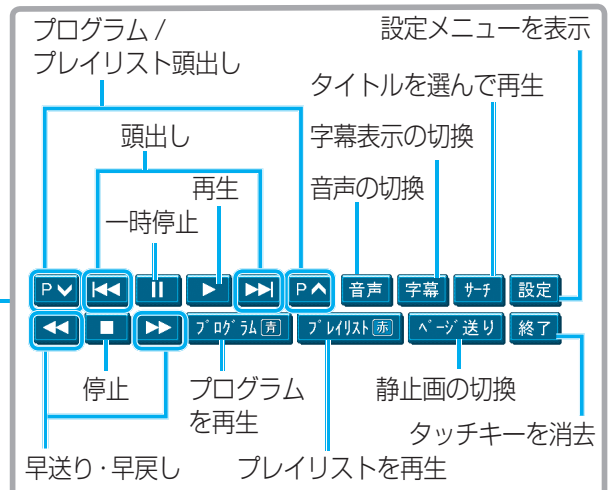 プログラム /
プレイリスト頭出し
設定メニューを表示
タイトルを選んで再生
頭出し
字幕表示の切換
再生
音声の切換
一時停止
P
P
音声
字幕
ｻｰﾁ
設定
ﾌﾟﾛｸﾞﾗﾑ 青
ﾌﾟﾚｲﾘｽﾄ 赤
ﾍﾟｰｼﾞ送り
終了
停止
プログラム
を再生
静止画の切換
タッチキーを消去
早送り・早戻し
プレイリストを再生